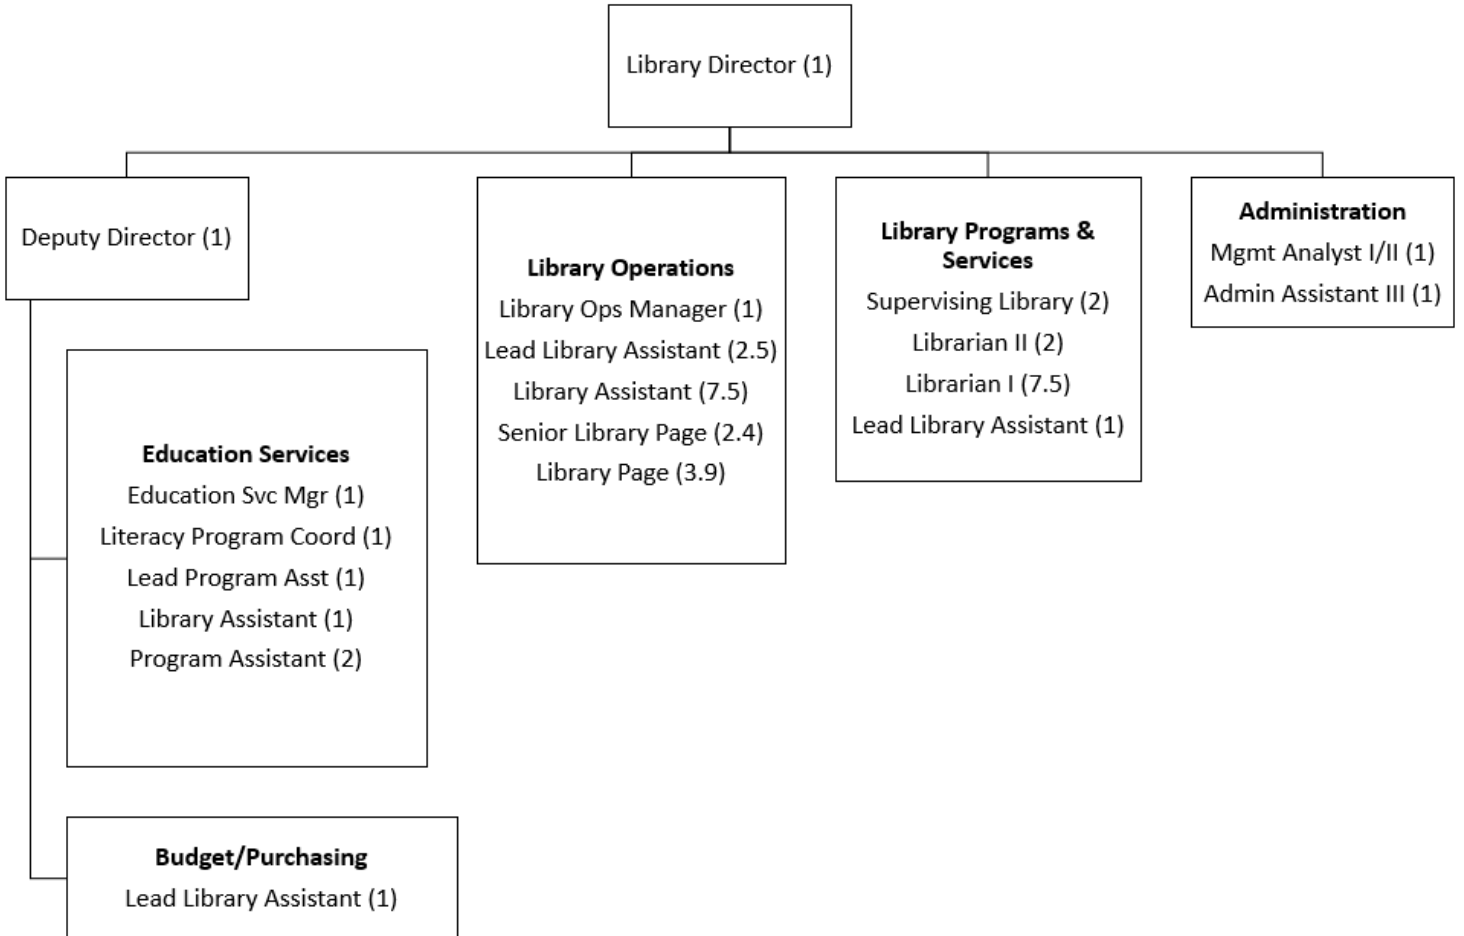 Library Director (1)
Deputy Director (1)
Education Services
Education Svc Mgr (1)
Literacy Program Coord (1)
Lead Program Asst (1)
Library Assistant (1)
Program Assistant (2)
Budget/Purchasing
Lead Library Assistant (1)
Library Operations
Library Ops Manager (1)
Lead Library Assistant (2.5)
Library Assistant (7.5)
Senior Library Page (2.4)
Library Page (3.9)
Library Programs &
Services
Supervising Library (2)
Librarian II (2)
Librarian I (7.5)
Lead Library Assistant (1)
Administration
Mgmt Analyst I/II (1)
Admin Assistant III (1)